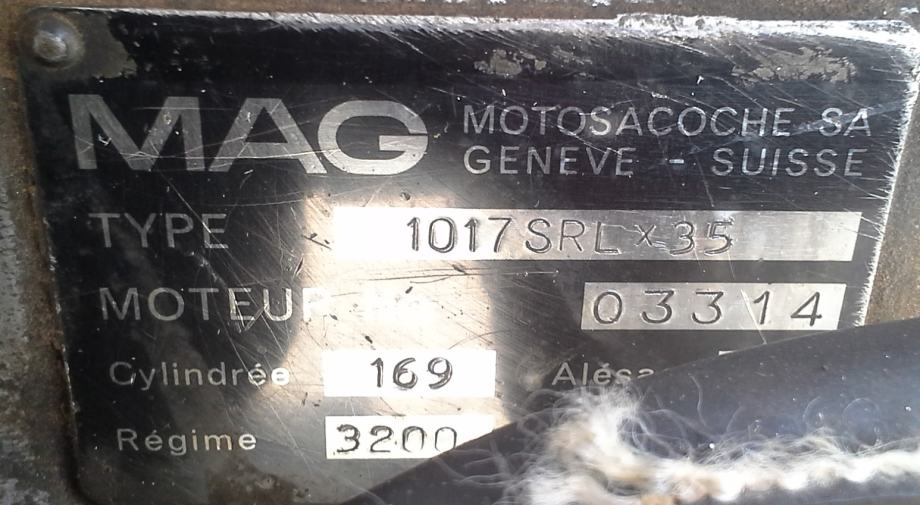 MAG MOTOSACOCHE SA
GENEVE - SUISSE
TYPE 1017SRL x 35
MOTEUR 03314
Cylindrée 169
Régime 3200